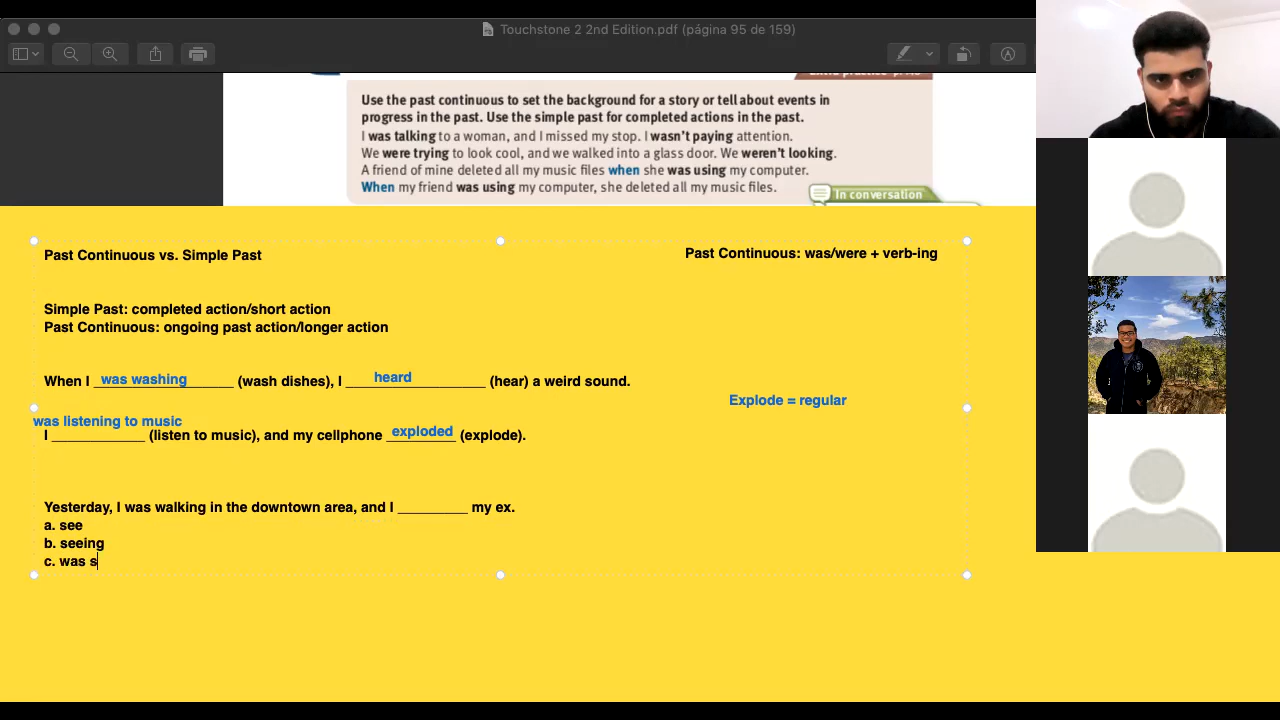 Touchstone 2 2nd Edition.pdf (página 95 de 159)
Use the past continuous to set the background for a story or tell about events in
progress in the past. Use the simple past for completed actions in the past.
I was talking to a woman, and I missed my stop. I wasn't paying attention.
We were trying to look cool, and we walked into a glass door. We weren't looking.
A friend of mine deleted all my music files when she was using my computer.
When my friend was using my computer, she deleted all my music files.
In conversation
Past Continuous vs. Simple Past
Past Continuous: was/were + verb-ing
Simple Past: completed action/short action
Past Continuous: ongoing past action/longer action
When I was washing (wash dishes), I heard (hear) a weird sound.
Explode = regular
was listening to music
I ____________ (listen to music), and my cellphone exploded (explode).
Yesterday, I was walking in the downtown area, and I _________ my ex.
a. see
b. seeing
c. was s